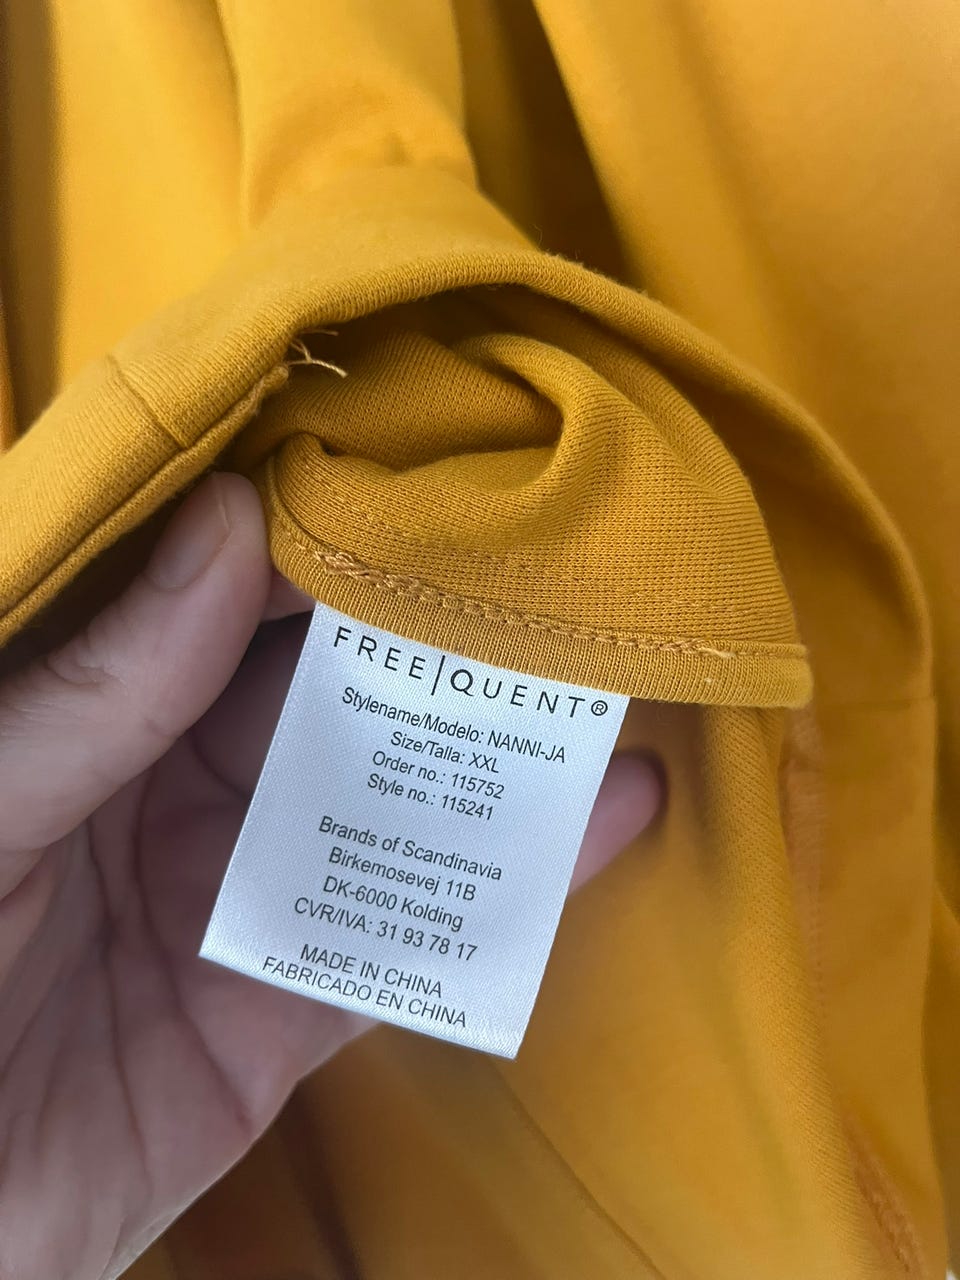 FREE|QUENT®
Stylename/Modelo: NANNI-JA
Size/Talla: XXL
Order no.: 115752
Style no.: 115241
Brands of Scandinavia
Birkemosevej 11B
DK-6000 Kolding
CVR/IVA: 31 93 78 17
MADE IN CHINA
FABRICADO EN CHINA